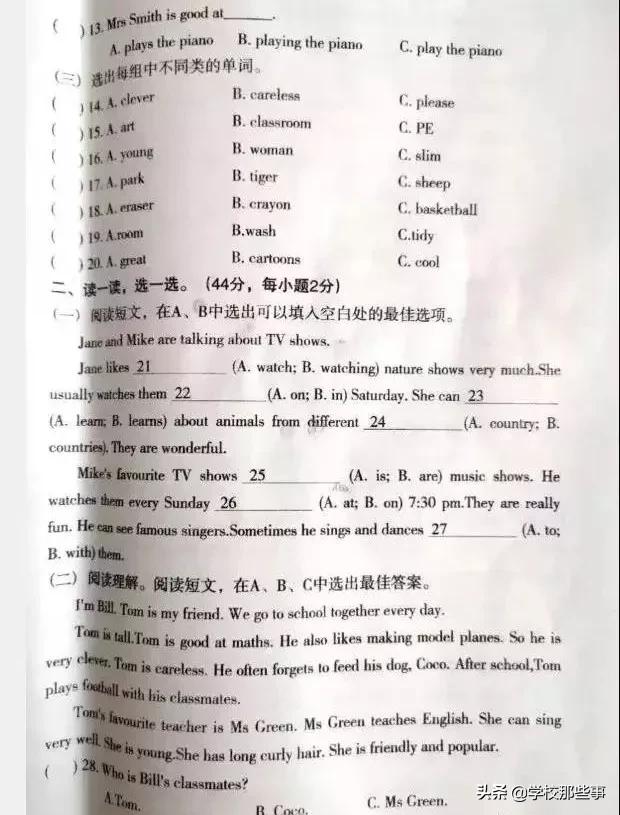 ( ) 13. Mrs Smith is good at______.
A. plays the piano B. playing the piano C. play the piano
(三) 选出每组中不同类的单词。
( ) 14. A. clever B. careless C. please
( ) 15. A. art B. classroom C. PE
( ) 16. A. young B. woman C. slim
( ) 17. A. park B. tiger C. sheep
( ) 18. A. eraser B. crayon C. basketball
( ) 19. A.room B.wash C.tidy
( ) 20. A. great B. cartoons C. cool
二、读一读，选一选。（44分，每小题2分）
(一) 阅读短文，在A、B中选出可以填入空白处的最佳选项。
Jane and Mike are talking about TV shows.
Jane likes 21 (A. watch; B. watching) nature shows very much.She
usually watches them 22 (A. on; B. in) Saturday. She can 23
(A. learn; B. learns) about animals from different 24 (A. country; B.
countries). They are wonderful.
Mike's favourite TV shows 25 (A. is; B. are) music shows. He
watches them every Sunday 26 (A. at; B. on) 7:30 pm.They are really
fun. He can see famous singers.Sometimes he sings and dances 27 (A. to;
B. with) them.
(二) 阅读理解。阅读短文，在A、B、C中选出最佳答案。
I'm Bill. Tom is my friend. We go to school together every day.
Tom is tall.Tom is good at maths. He also likes making model planes. So he is
very clever. Tom is careless. He often forgets to feed his dog, Coco. After school,Tom
plays football with his classmates.
Tom's favourite teacher is Ms Green. Ms Green teaches English. She can sing
very well. She is young.She has long curly hair. She is friendly and popular.
( ) 28. Who is Bill's classmates?
A.Tom. B. Coco. C. Ms Green.
头条 @学校那些事